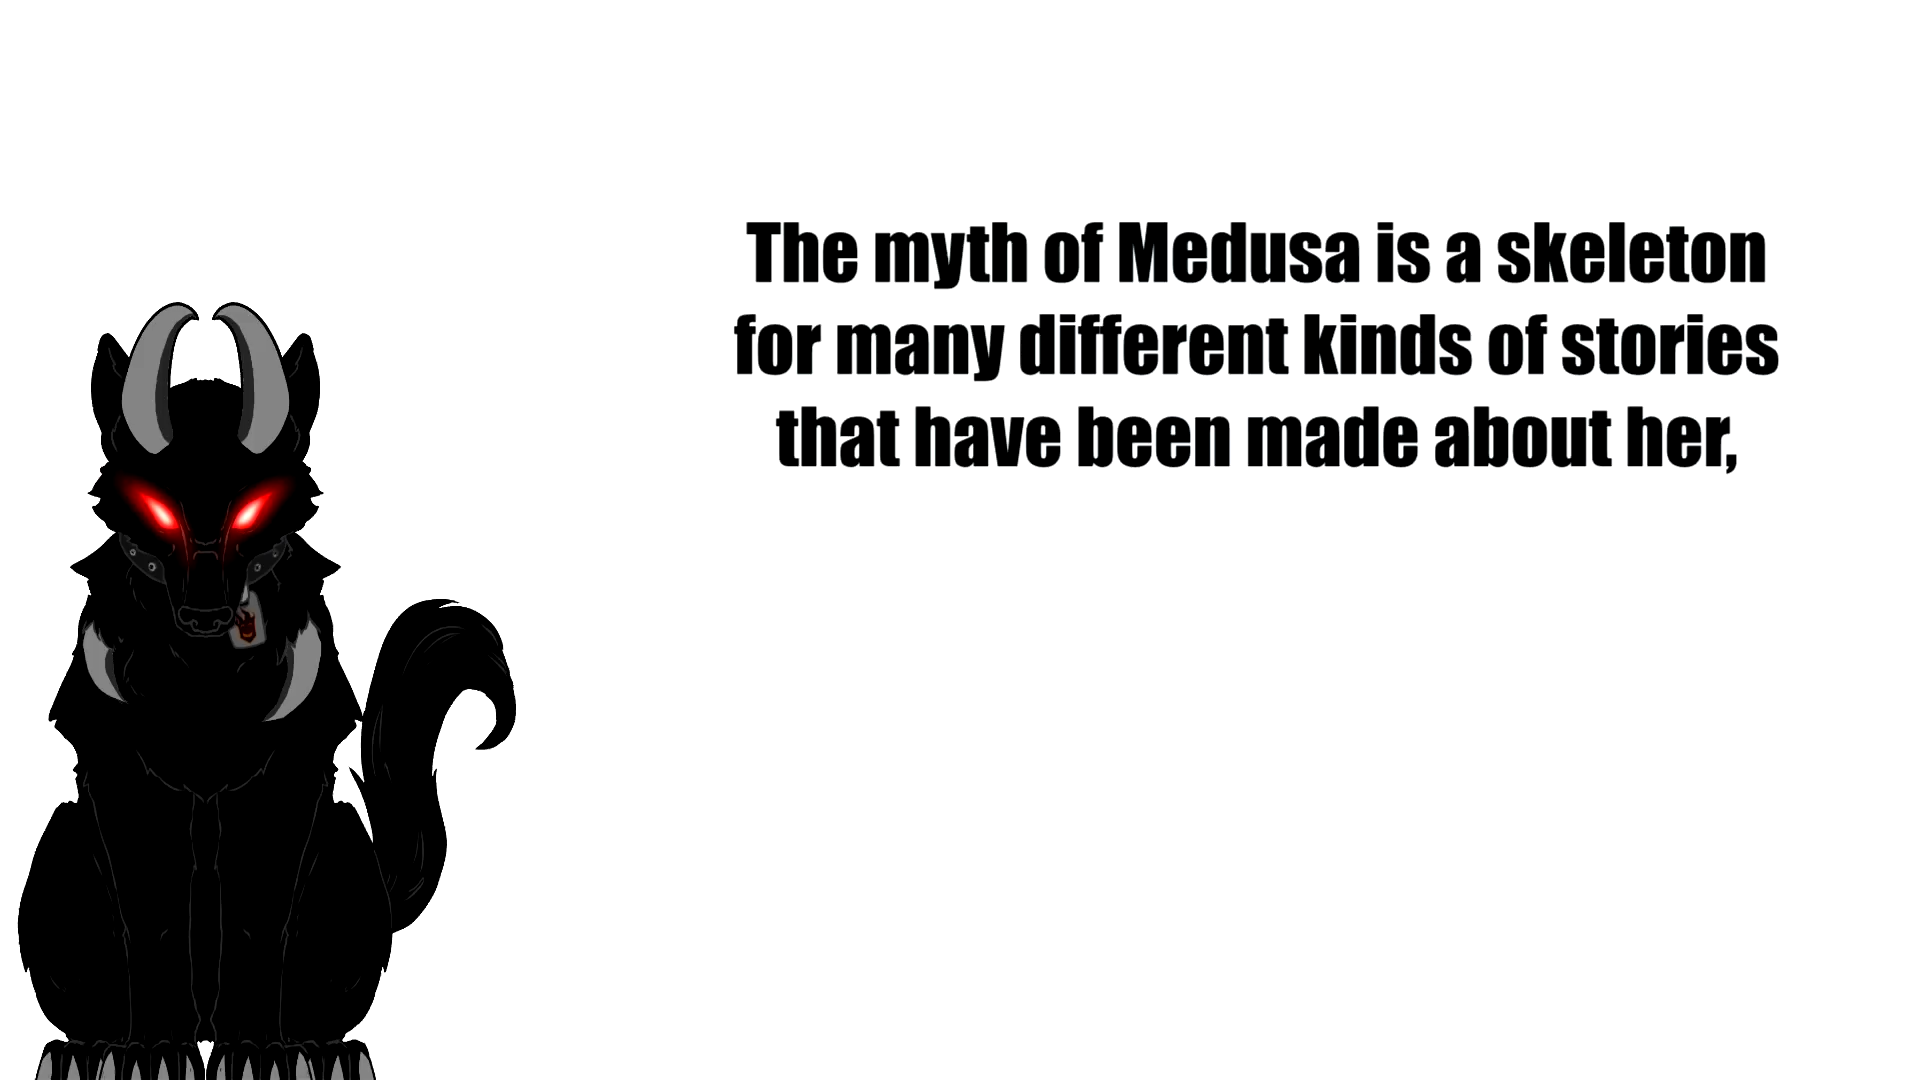 The myth of Medusa is a skeleton
for many different kinds of stories
that have been made about her,